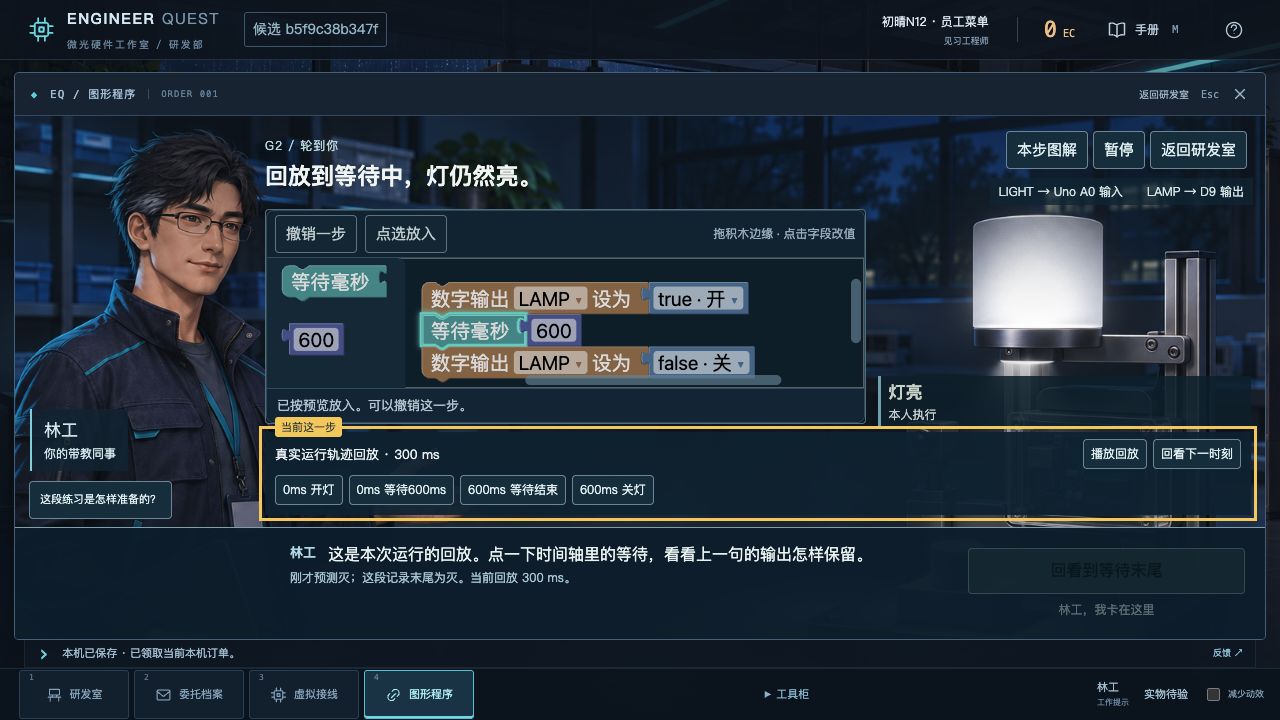 ENGINEER QUEST
微光硬件工作室 / 研发部
候选 b5f9c38b347f
初晴N12 · 员工菜单
见习工程师
0 EC
手册 M
EQ / 图形程序
ORDER 001
返回研发室 Esc
G2 / 轮到你
回放到等待中，灯仍然亮。
本步图解
暂停
返回研发室
LIGHT → Uno A0 输入
LAMP → D9 输出
撤销一步
点选放入
拖积木边缘 · 点击字段改值
等待毫秒
600
数字输出 LAMP 设为 true · 开
等待毫秒 600
数字输出 LAMP 设为 false · 关
已按预览放入。可以撤销这一步。
灯亮
本人执行
林工
你的带教同事
这段练习是怎样准备的？
当前这一步
真实运行轨迹回放 · 300 ms
播放回放
回看下一时刻
0ms 开灯
0ms 等待600ms
600ms 等待结束
600ms 关灯
林工 这是本次运行的回放。点一下时间轴里的等待，看看上一句的输出怎样保留。
刚才预测灭；这段记录末尾为灭。当前回放 300 ms。
回看到等待末尾
林工，我卡在这里
本机已保存 · 已领取当前本机订单。
反馈
1 研发室
2 委托档案
3 虚拟接线
4 图形程序
工具柜
林工
工作提示
实物待验
减少动效